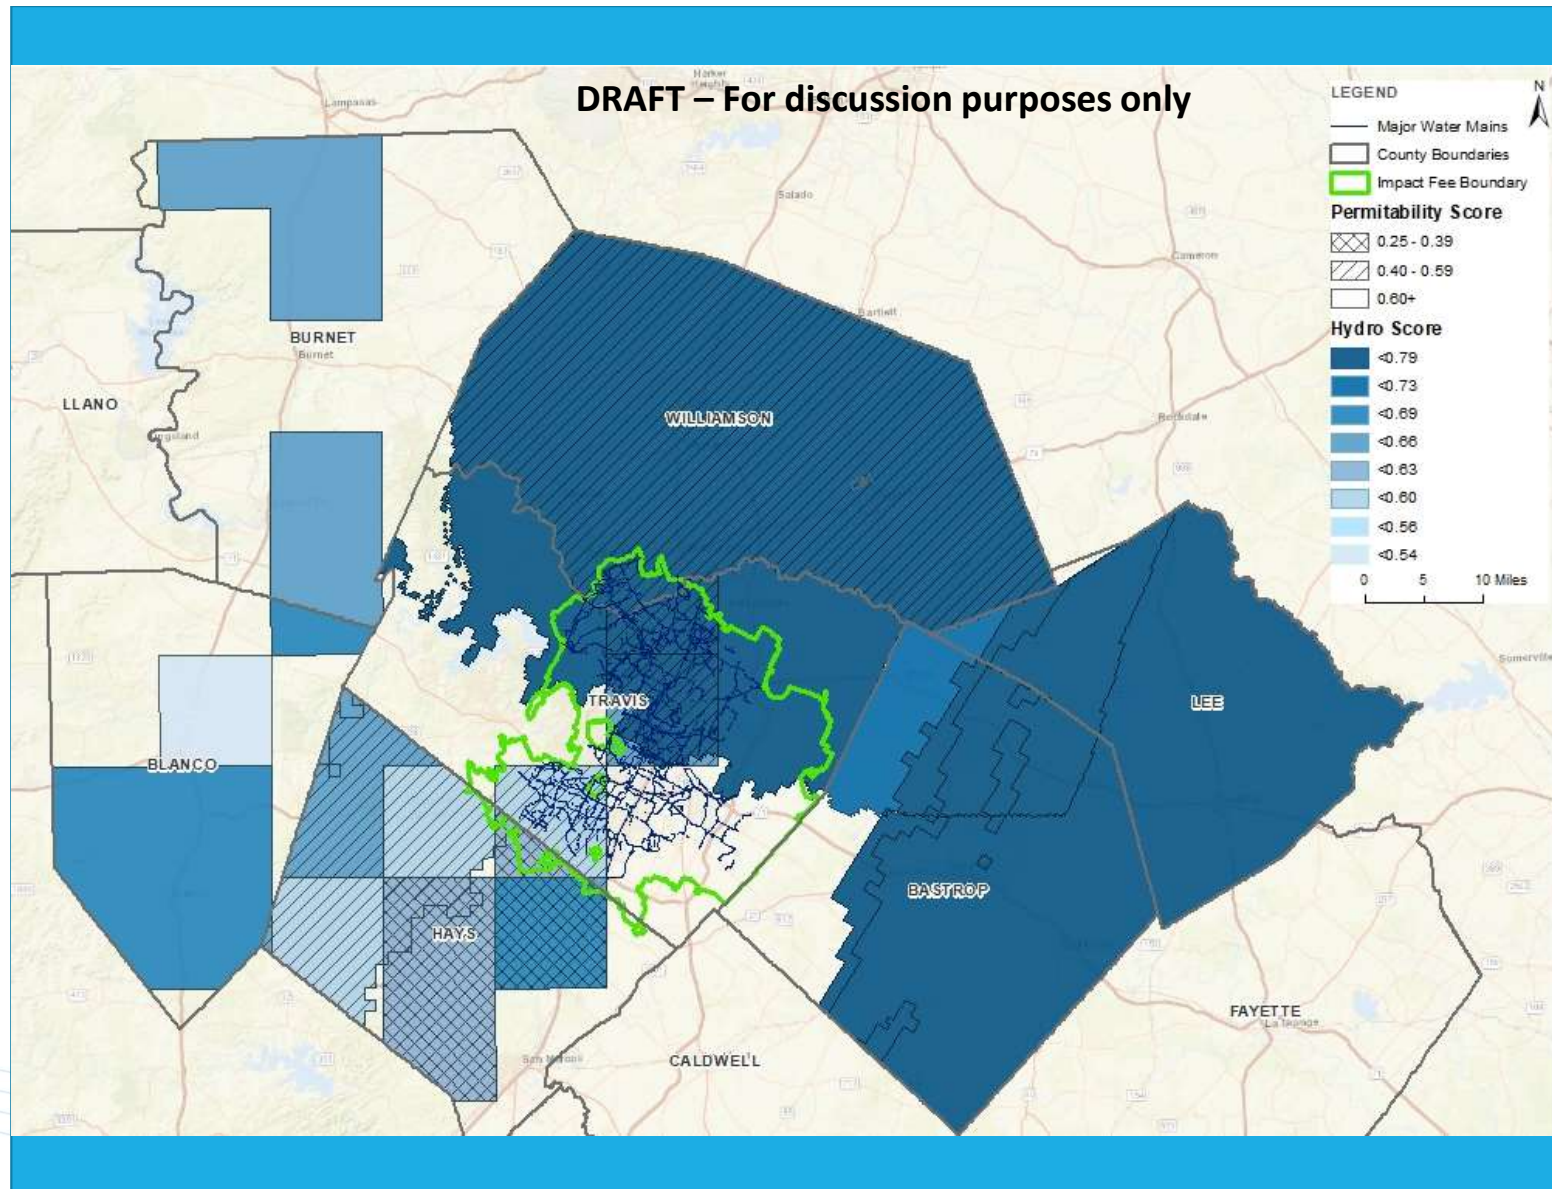 DRAFT – For discussion purposes only
LEGEND
N
Major Water Mains
County Boundaries
Impact Fee Boundary
Permitability Score
0.25 - 0.39
0.40 - 0.59
0.60+
Hydro Score
<0.79
<0.73
<0.69
<0.66
<0.63
<0.60
<0.56
<0.54
0 5 10 Miles
Lampasas
Salado
Cameron
Bartlett
BURNET
Burnet
LLANO
WILLIAMSON
Rockdale
Somerville
TRAVIS
LEE
BLANCO
BASTROP
HAYS
FAYETTE
La Grange
San Marcos
CALDWELL